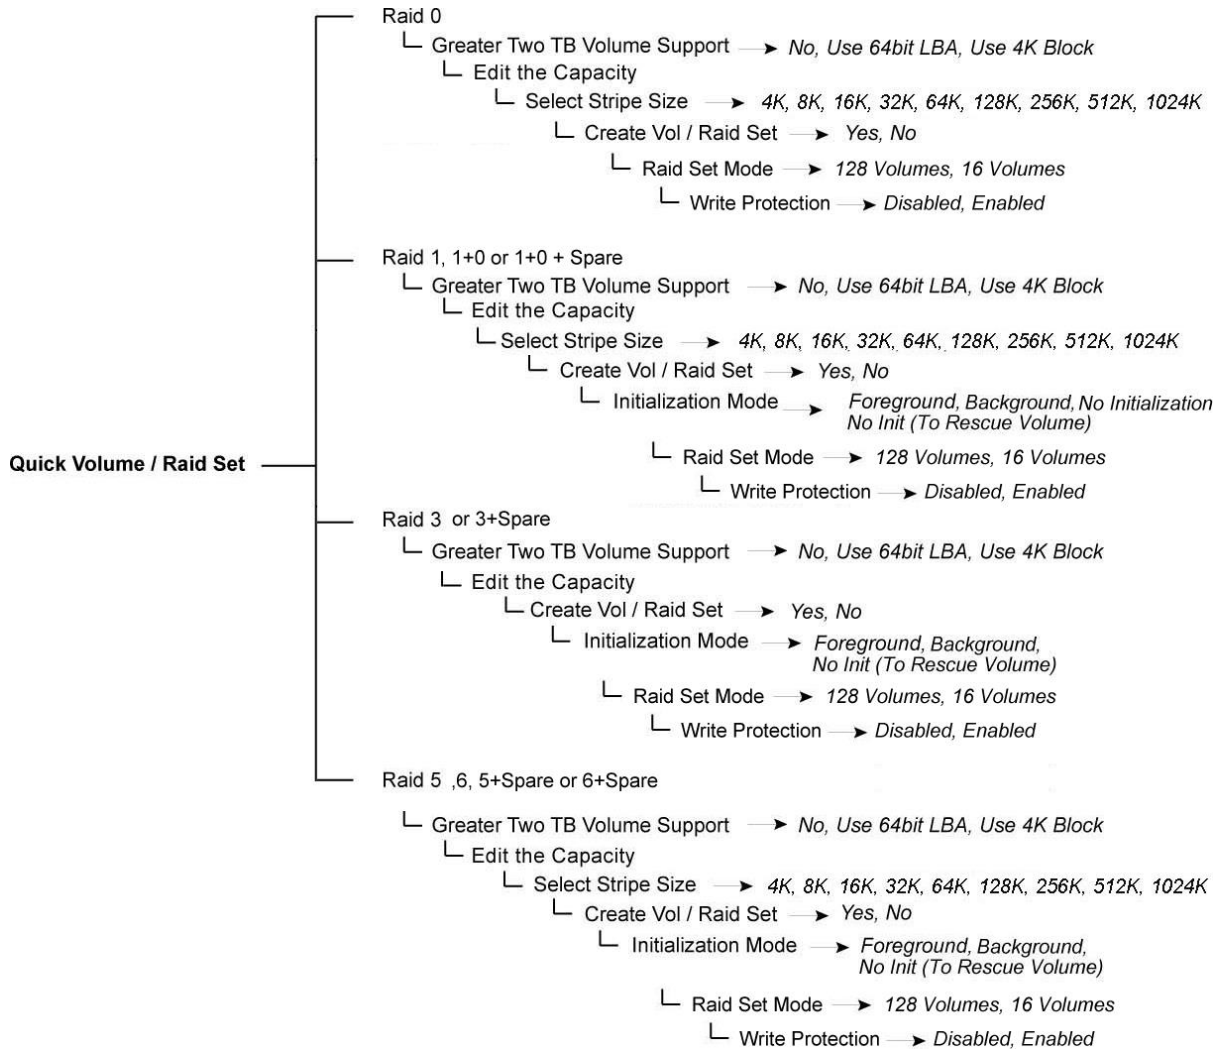 Raid 0
Greater Two TB Volume Support No, Use 64bit LBA, Use 4K Block
Edit the Capacity
Select Stripe Size 4K, 8K, 16K, 32K, 64K, 128K, 256K, 512K, 1024K
Create Vol / Raid Set Yes, No
Raid Set Mode 128 Volumes, 16 Volumes
Write Protection Disabled, Enabled
Raid 1, 1+0 or 1+0 + Spare
Greater Two TB Volume Support No, Use 64bit LBA, Use 4K Block
Edit the Capacity
Select Stripe Size 4K, 8K, 16K, 32K, 64K, 128K, 256K, 512K, 1024K
Create Vol / Raid Set Yes, No
Initialization Mode Foreground, Background, No Initialization
No Init (To Rescue Volume)
Raid Set Mode 128 Volumes, 16 Volumes
Quick Volume / Raid Set
Write Protection Disabled, Enabled
Raid 3 or 3+Spare
Greater Two TB Volume Support No, Use 64bit LBA, Use 4K Block
Edit the Capacity
Create Vol / Raid Set Yes, No
Initialization Mode Foreground, Background,
No Init (To Rescue Volume)
Raid Set Mode 128 Volumes, 16 Volumes
Write Protection Disabled, Enabled
Raid 5 ,6, 5+Spare or 6+Spare
Greater Two TB Volume Support No, Use 64bit LBA, Use 4K Block
Edit the Capacity
Select Stripe Size 4K, 8K, 16K, 32K, 64K, 128K, 256K, 512K, 1024K
Create Vol / Raid Set Yes, No
Initialization Mode Foreground, Background,
No Init (To Rescue Volume)
Raid Set Mode 128 Volumes, 16 Volumes
Write Protection Disabled, Enabled